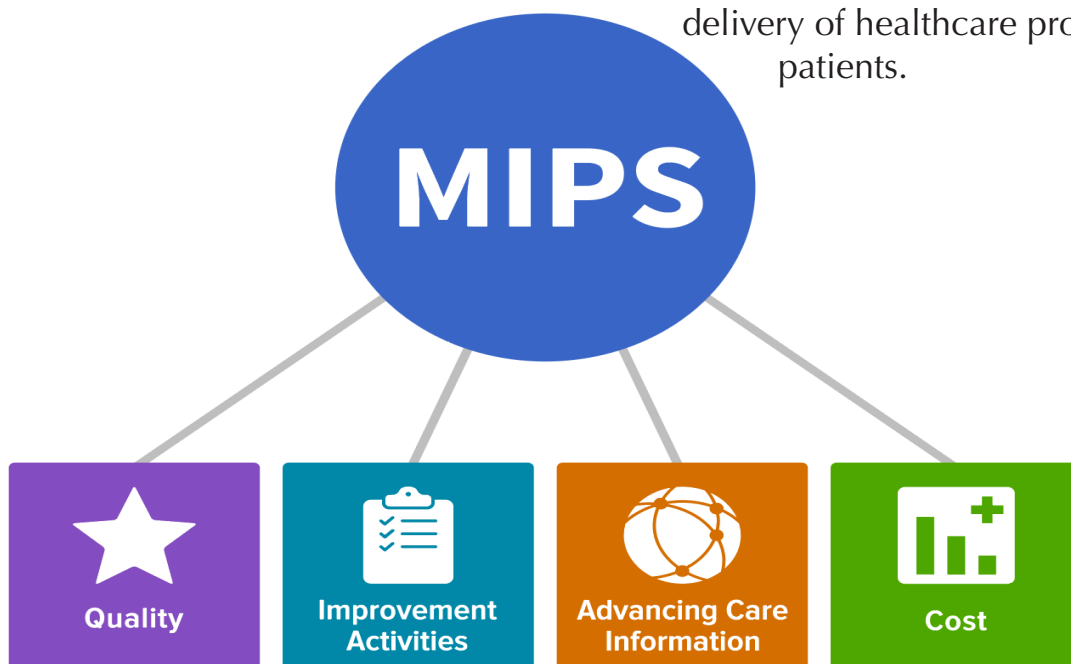 delivery of healthcare pro
patients.
MIPS
Quality
Improvement
Activities
Advancing Care
Information
Cost